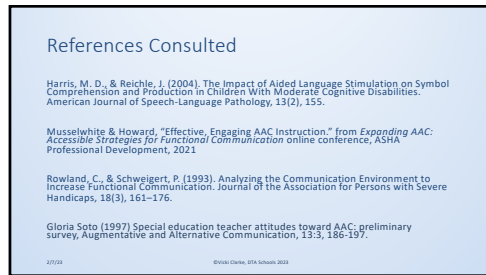 References Consulted
Harris, M. D., & Reichle, J. (2004). The Impact of Aided Language Stimulation on Symbol
Comprehension and Production in Children With Moderate Cognitive Disabilities.
American Journal of Speech-Language Pathology, 13(2), 155.
Musselwhite & Howard, “Effective, Engaging AAC Instruction.” from Expanding AAC:
Accessible Strategies for Functional Communication online conference, ASHA
Professional Development, 2021
Rowland, C., & Schweigert, P. (1993). Analyzing the Communication Environment to
Increase Functional Communication. Journal of the Association for Persons with Severe
Handicaps, 18(3), 161–176.
Gloria Soto (1997) Special education teacher attitudes toward AAC: preliminary
survey, Augmentative and Alternative Communication, 13:3, 186-197.
2/7/23 ©Vicki Clarke, DTA Schools 2023